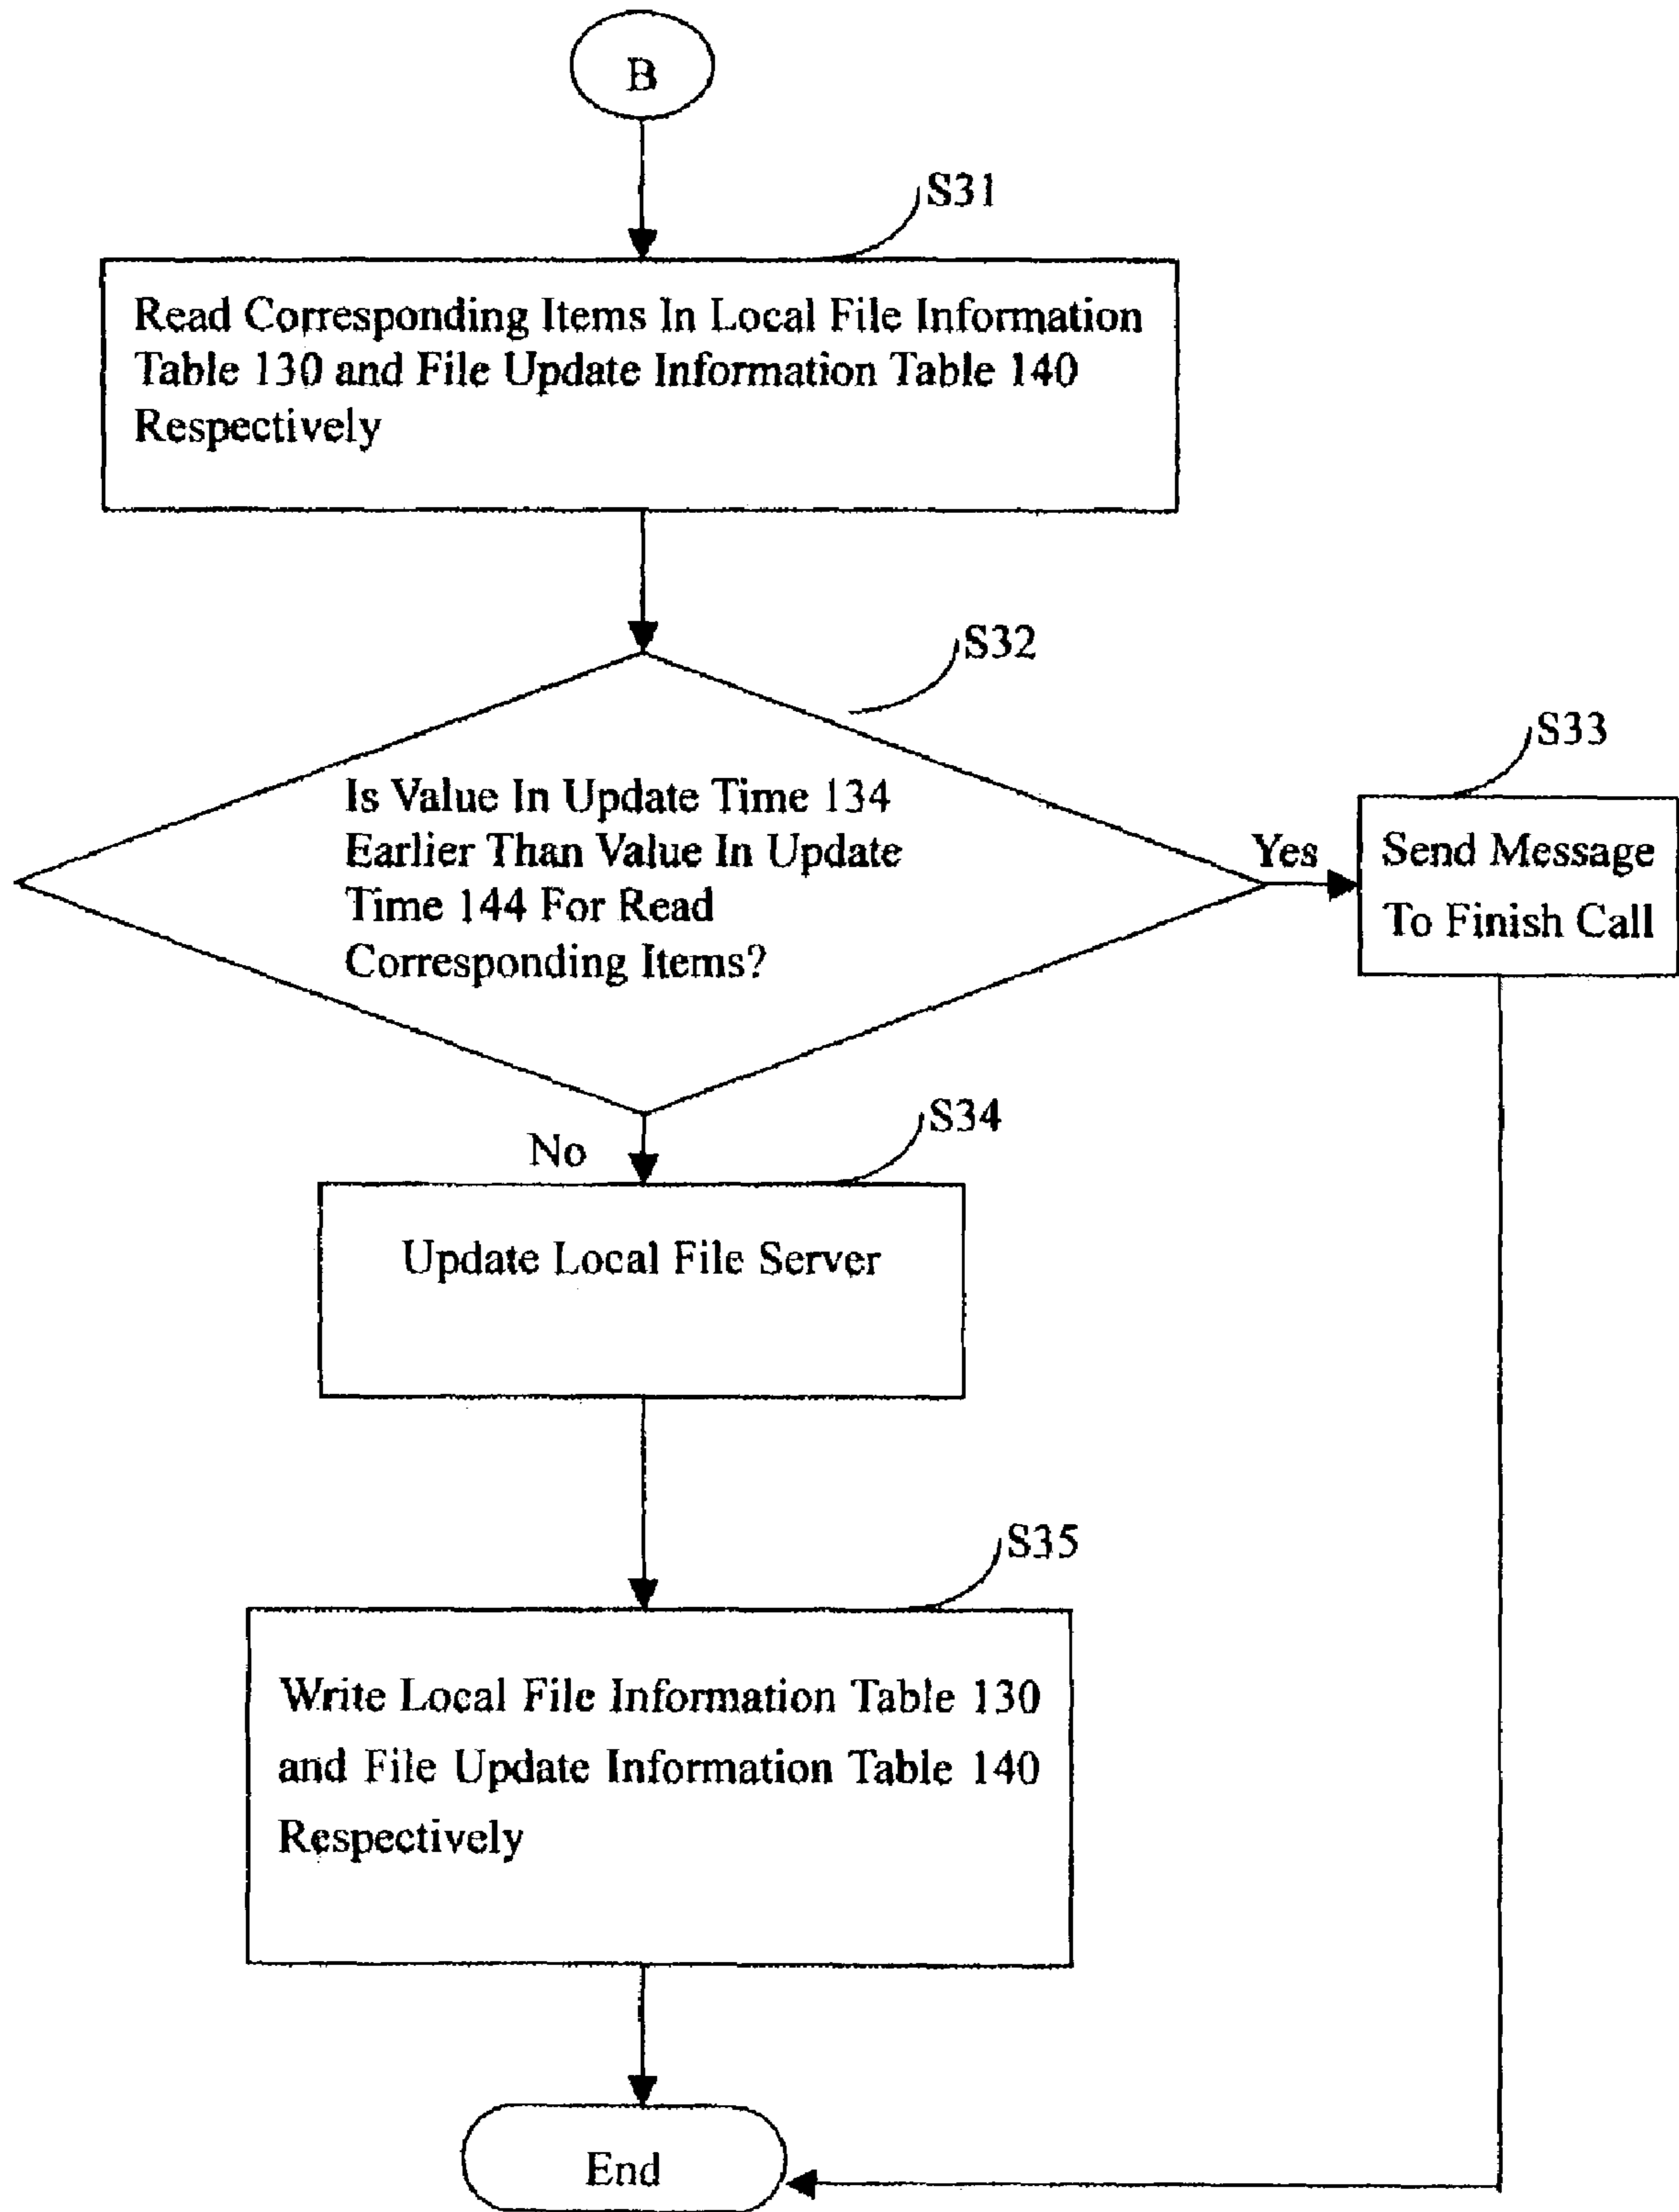 B
S31
Read Corresponding Items In Local File Information
Table 130 and File Update Information Table 140
Respectively
S32
Is Value In Update Time 134
Earlier Than Value In Update
Time 144 For Read
Corresponding Items?
Yes
S33
Send Message
To Finish Call
No
S34
Update Local File Server
S35
Write Local File Information Table 130
and File Update Information Table 140
Respectively
End